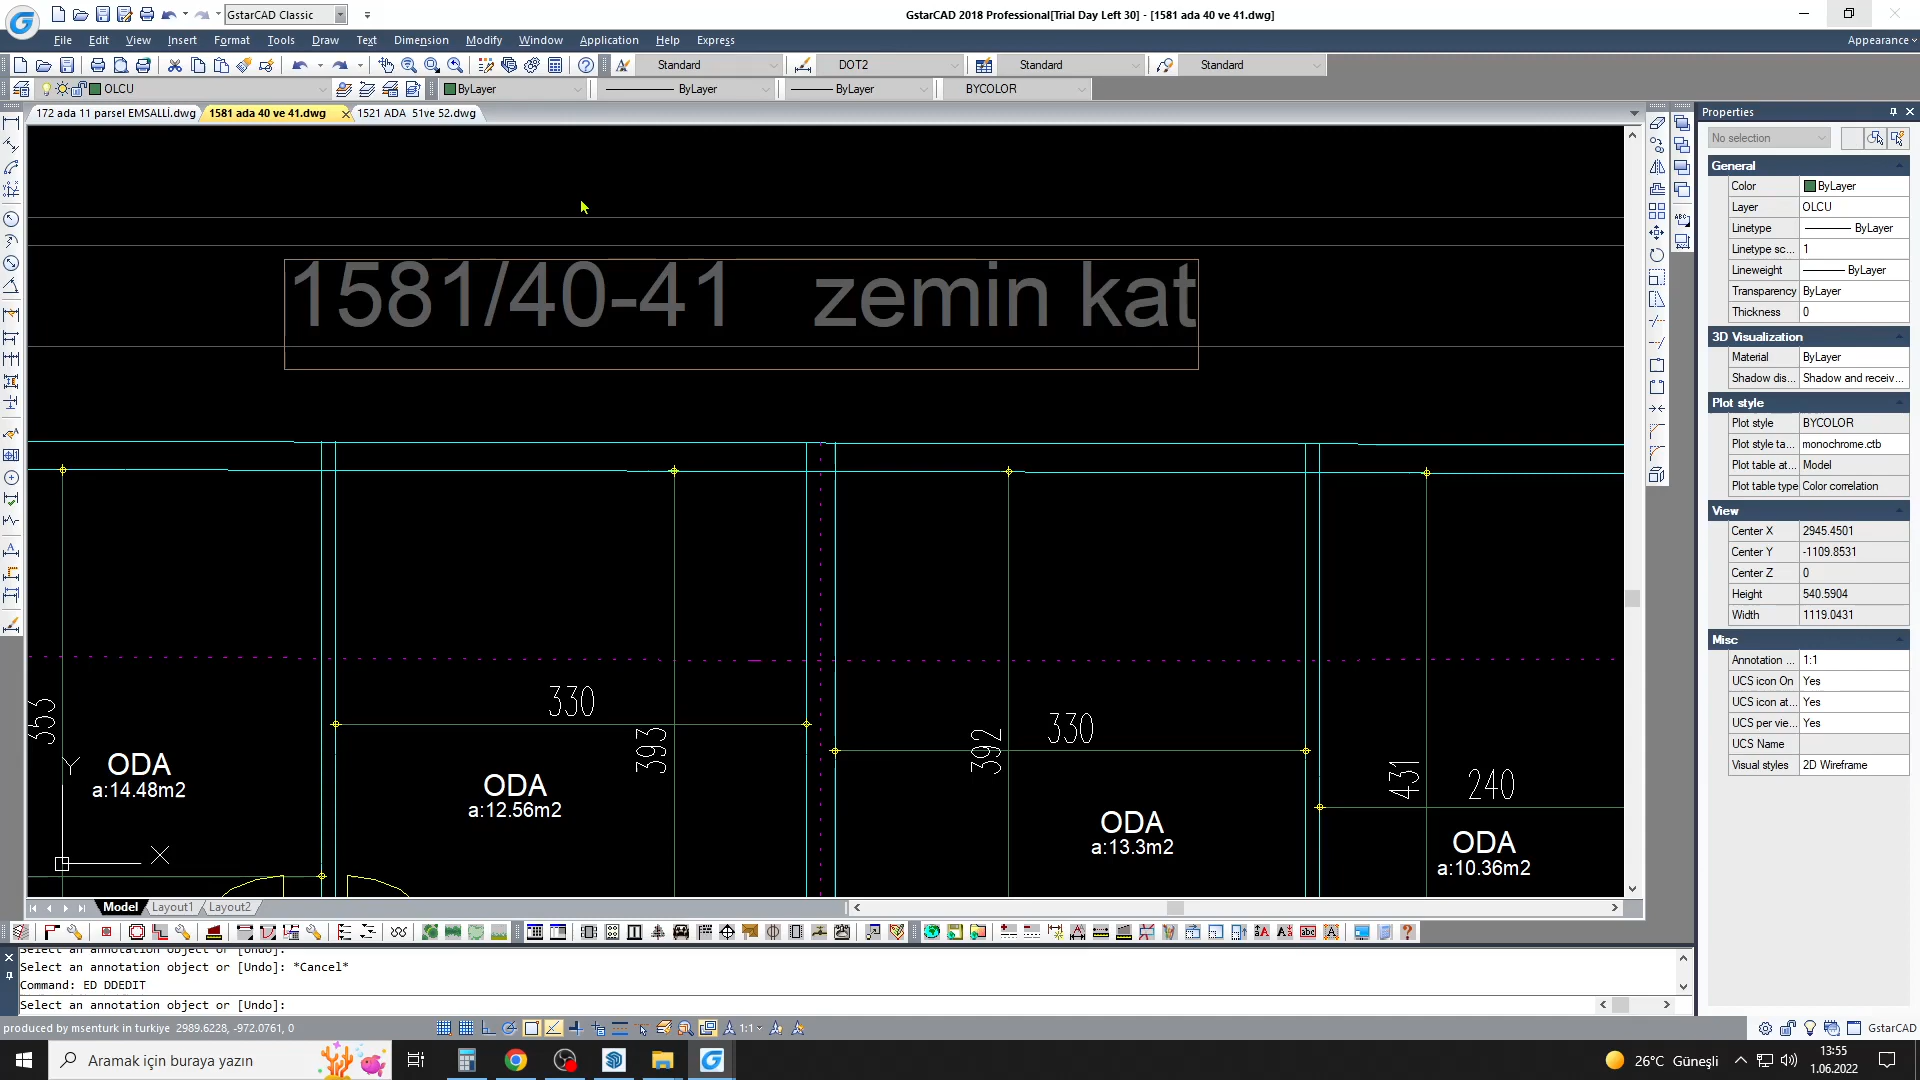 GstarCAD Classic
GstarCAD 2018 Professional[Trial Day Left 30] - [1581 ada 40 ve 41.dwg]
File Edit View Insert Format Tools Draw Text Dimension Modify Window Application Help Express
Appearance
Standard DOT2 Standard Standard
OLCU ByLayer ByLayer ByLayer BYCOLOR
172 ada 11 parsel EMSALLİ.dwg 1581 ada 40 ve 41.dwg 1521 ADA 51ve 52.dwg
1581/40-41 zemin kat
330
330
353
393
392
431
240
ODA
a:14.48m2
ODA
a:12.56m2
ODA
a:13.3m2
ODA
a:10.36m2
Y
X
Model Layout1 Layout2
Properties
No selection
General
Color ByLayer
Layer OLCU
Linetype ByLayer
Linetype sc... 1
Lineweight ByLayer
Transparency ByLayer
Thickness 0
3D Visualization
Material ByLayer
Shadow dis... Shadow and receiv...
Plot style
Plot style BYCOLOR
Plot style ta... monochrome.ctb
Plot table at... Model
Plot table type Color correlation
View
Center X 2945.4501
Center Y -1109.8531
Center Z 0
Height 540.5904
Width 1119.0431
Misc
Annotation ... 1:1
UCS icon On Yes
UCS icon at... Yes
UCS per vie... Yes
UCS Name
Visual styles 2D Wireframe
Select an annotation object or [Undo]:
Select an annotation object or [Undo]: *Cancel*
Command: ED DDEDIT
Select an annotation object or [Undo]:
produced by msenturk in turkiye 2989.6228, -972.0761, 0
1:1
GstarCAD
Aramak için buraya yazın
26°C Güneşli
13:55
1.06.2022